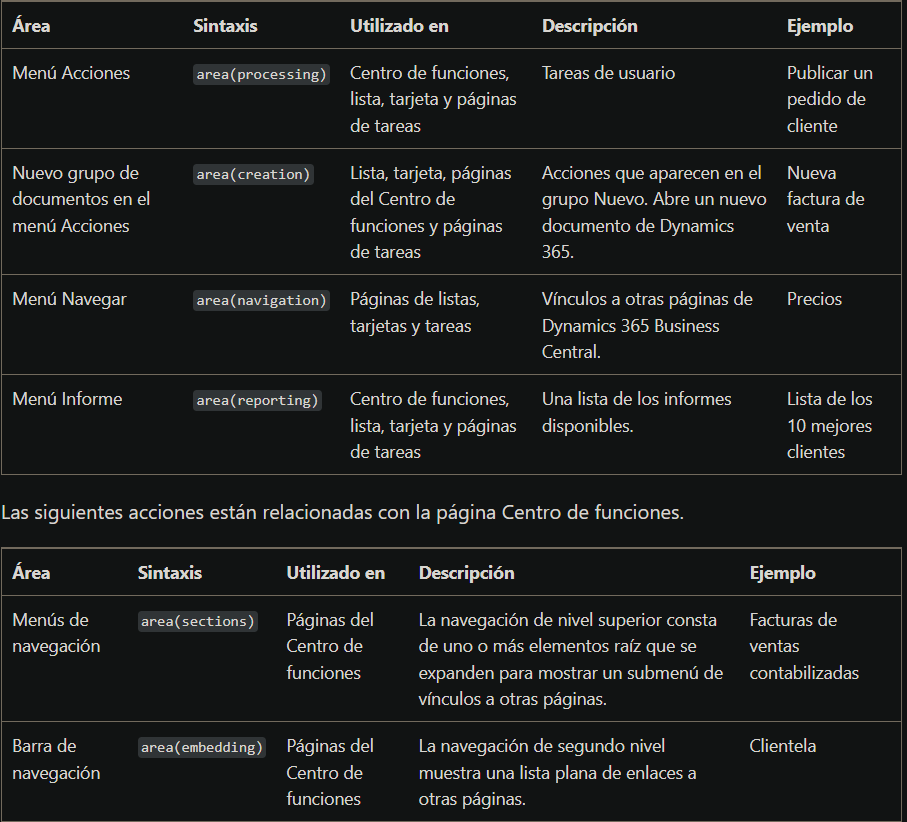 Área Sintaxis Utilizado en Descripción Ejemplo
Menú Acciones area(processing) Centro de funciones, Tareas de usuario Publicar un
lista, tarjeta y páginas pedido de
de tareas cliente
Nuevo grupo de area(creation) Lista, tarjeta, páginas Acciones que aparecen en el Nueva
documentos en el del Centro de grupo Nuevo. Abre un nuevo factura de
menú Acciones funciones y páginas documento de Dynamics venta
de tareas 365.
Menú Navegar area(navigation) Páginas de listas, Vínculos a otras páginas de Precios
tarjetas y tareas Dynamics 365 Business
Central.
Menú Informe area(reporting) Centro de funciones, Una lista de los informes Lista de los
lista, tarjeta y páginas disponibles. 10 mejores
de tareas clientes
Las siguientes acciones están relacionadas con la página Centro de funciones.
Área Sintaxis Utilizado en Descripción Ejemplo
Menús de area(sections) Páginas del La navegación de nivel superior consta Facturas de
navegación Centro de de uno o más elementos raíz que se ventas
funciones expanden para mostrar un submenú de contabilizadas
vínculos a otras páginas.
Barra de area(embedding) Páginas del La navegación de segundo nivel Clientela
navegación Centro de muestra una lista plana de enlaces a
funciones otras páginas.